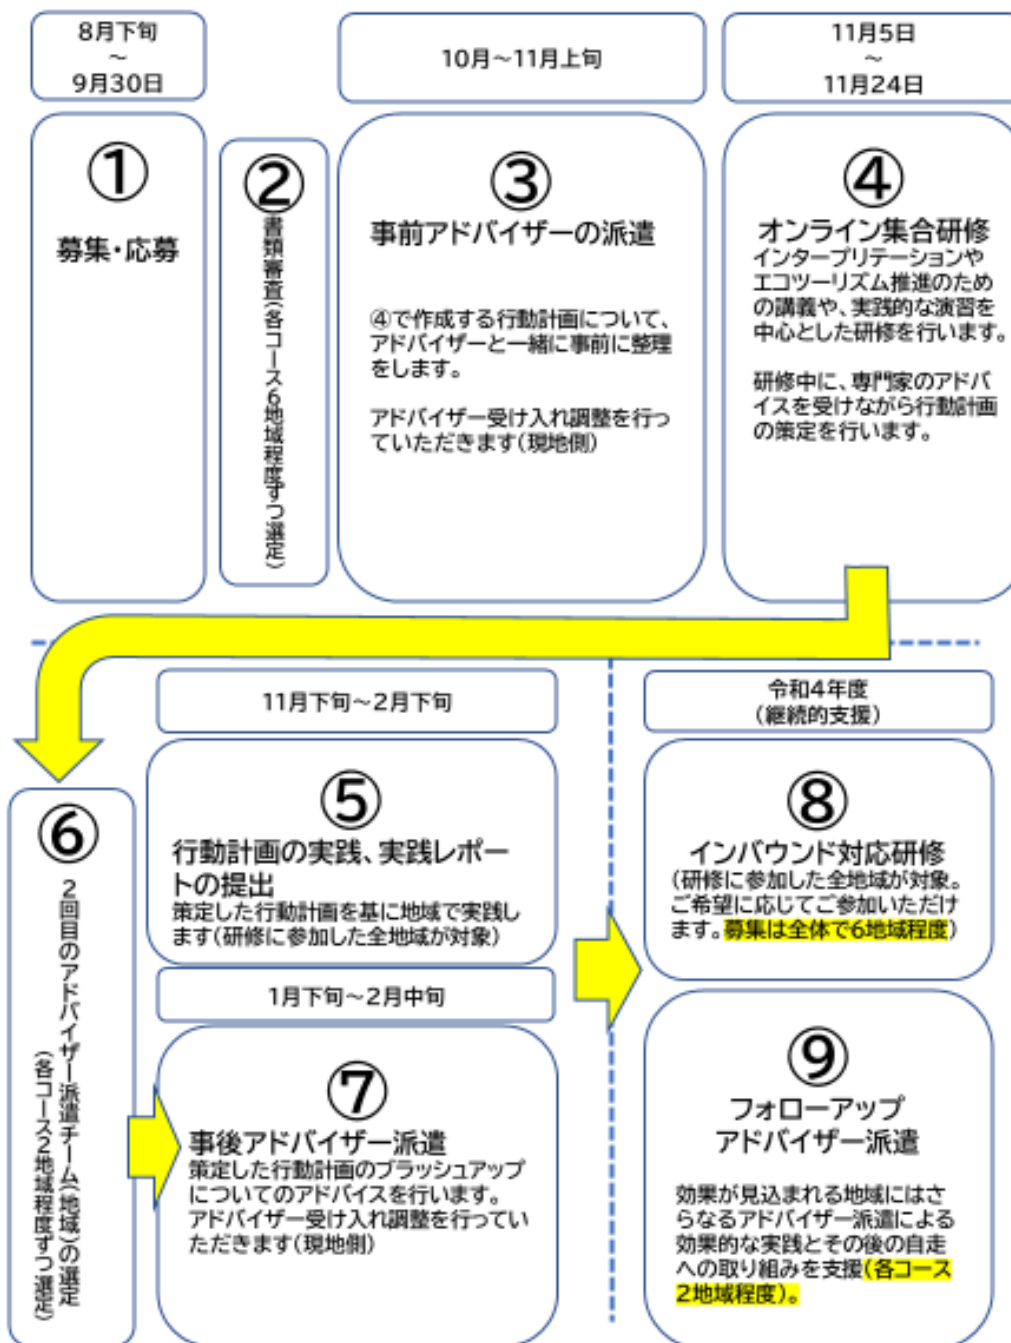 8月下旬
～
9月30日
10月～11月上旬
11月5日
～
11月24日
①
募集・応募
②
書類審査(各コース6地域程度ずつ選定)
③
事前アドバイザーの派遣
④で作成する行動計画について、
アドバイザーと一緒に事前に整理
をします。
アドバイザー受け入れ調整を行っ
ていただきます(現地側)
④
オンライン集合研修
インタープリテーションや
エコツーリズム推進のため
の講義や、実践的な演習を
中心とした研修を行います。
研修中に、専門家のアドバ
イスを受けながら行動計画
の策定を行います。
⑥
2回目のアドバイザー派遣チーム(地域)の選定
(各コース2地域程度ずつ選定)
11月下旬～2月下旬
⑤
行動計画の実践、実践レポー
トの提出
策定した行動計画を基に地域で実践し
ます(研修に参加した全地域が対象)
1月下旬～2月中旬
⑦
事後アドバイザー派遣
策定した行動計画のブラッシュアップ
についてのアドバイスを行います。
アドバイザー受け入れ調整を行ってい
ただきます(現地側)
令和4年度
(継続的支援)
⑧
インバウンド対応研修
(研修に参加した全地域が対象。
ご希望に応じてご参加いただけ
ます。募集は全体で6地域程度)
⑨
フォローアップ
アドバイザー派遣
効果が見込まれる地域にはさ
らなるアドバイザー派遣による
効果的な実践とその後の自走
への取り組みを支援(各コース
2地域程度)。